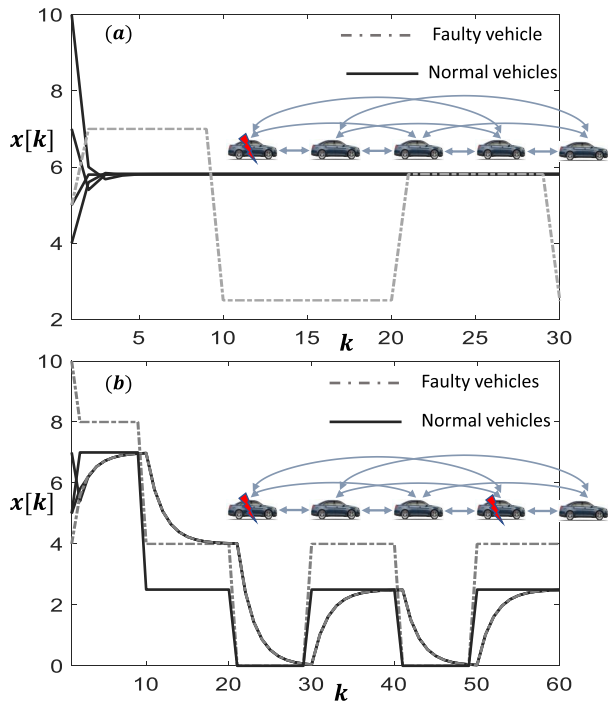 (a)
Faulty vehicle
Normal vehicles
10
8
x[k]
6
4
2
5 10 15 20 25 30
k
(b)
Faulty vehicles
Normal vehicles
10
8
6
x[k]
4
2
0
10 20 30 40 50 60
k